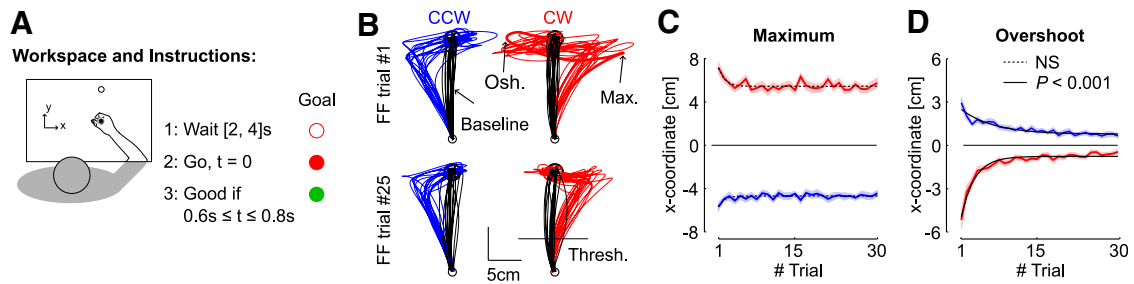 A
Workspace and Instructions:
y
x
Goal
1: Wait [2, 4]s
2: Go, t = 0
3: Good if
0.6s ≤ t ≤ 0.8s
B
CCW
CW
FF trial #1
Osh.
Max.
Baseline
FF trial #25
5cm
Thresh.
C
Maximum
x-coordinate [cm]
8
4
0
-4
-8
1
15
30
# Trial
D
Overshoot
NS
P < 0.001
x-coordinate [cm]
6
3
0
-3
-6
1
15
30
# Trial